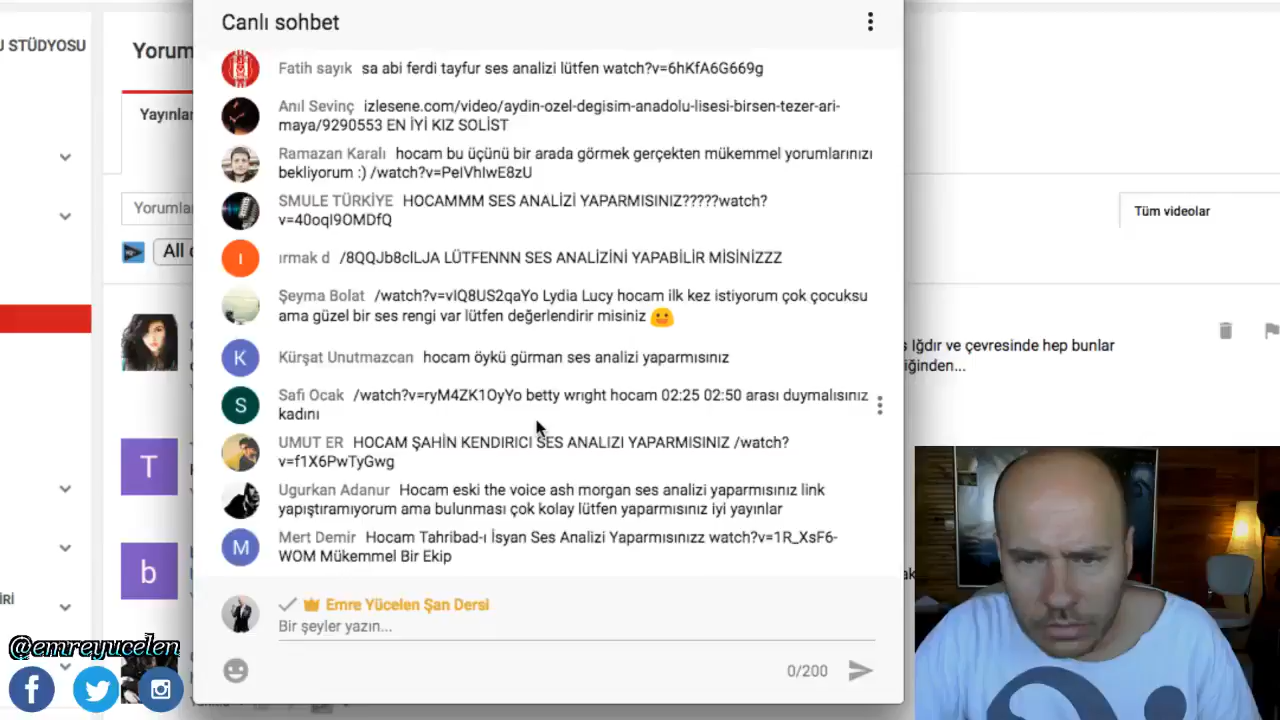 Canlı sohbet
J STÜDYOSU
Yorum
Fatih sayık sa abi ferdi tayfur ses analizi lütfen watch?v=6hKfA6G669g
Anıl Sevinç izlesene.com/video/aydin-ozel-degisim-anadolu-lisesi-birsen-tezer-ari-
maya/9290553 EN İYİ KIZ SOLİST
Yayınlar
Ramazan Karalı hocam bu üçünü bir arada görmek gerçekten mükemmel yorumlarınızı
bekliyorum :) /watch?v=PeIVhIwE8zU
SMULE TÜRKİYE HOCAMMM SES ANALİZİ YAPARMISINIZ?????watch?
v=40oqI9OMDfQ
Yorumlar
Tüm videolar
All
ırmak d /8QQJb8cILJA LÜTFENNN SES ANALİZİNİ YAPABİLİR MİSİNİZZZ
Şeyma Bolat /watch?v=vIQ8US2qaYo Lydia Lucy hocam ilk kez istiyorum çok çocuksu
ama güzel bir ses rengi var lütfen değerlendirir misiniz
Iğdır ve çevresinde hep bunlar
iğinden...
K Kürşat Unutmazcan hocam öykü gürman ses analizi yaparmısınız
S Safi Ocak /watch?v=ryM4ZK1OyYo betty wrıght hocam 02:25 02:50 arası duymalısınız
kadını
UMUT ER HOCAM ŞAHİN KENDIRICI SES ANALIZI YAPARMISINIZ /watch?
v=f1X6PwTyGwg
T
Ugurkan Adanur Hocam eski the voice ash morgan ses analizi yaparmısınız link
yapıştıramıyorum ama bulunması çok kolay lütfen yaparmısınız iyi yayınlar
M Mert Demir Hocam Tahribad-ı İsyan Ses Analizi Yaparmısınızz watch?v=1R_XsF6-
WOM Mükemmel Bir Ekip
b
Rİ
Emre Yücelen Şan Dersi
Bir şeyler yazın...
0/200
@emreyucelen